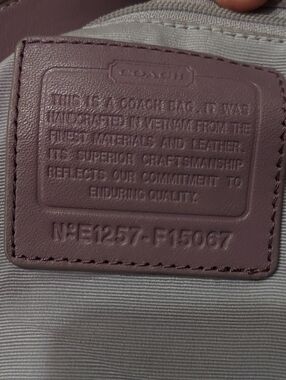 COACH
THIS IS A COACH BAG. IT WAS
HANDCRAFTED IN VIETNAM FROM THE
FINEST MATERIALS AND LEATHER.
ITS SUPERIOR CRAFTSMANSHIP
REFLECTS OUR COMMITMENT TO
ENDURING QUALITY.
Nº E1257-F15067